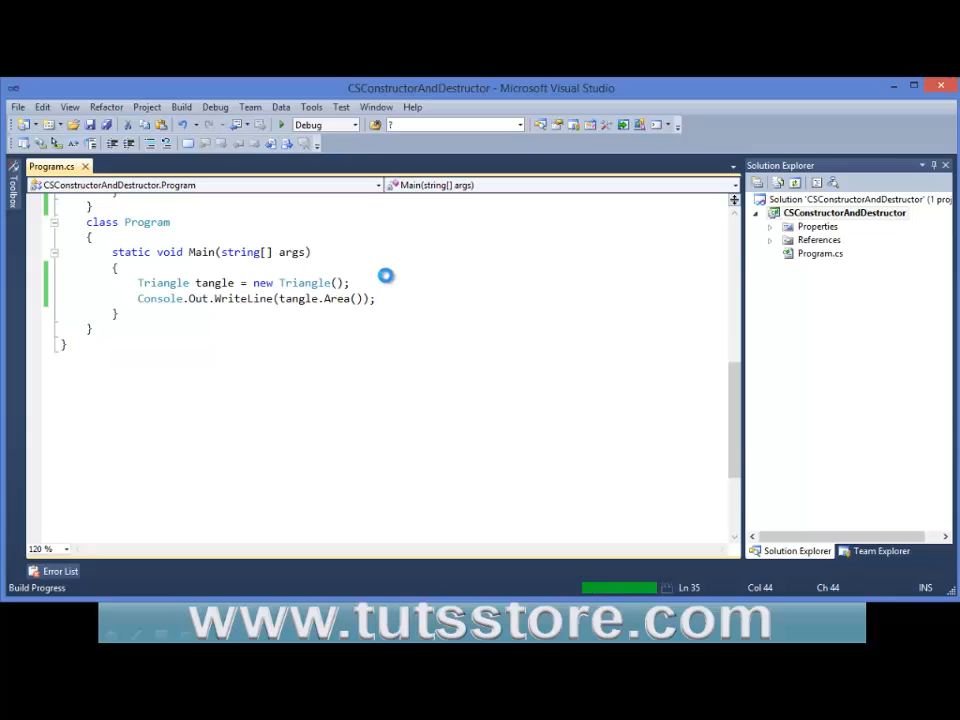 CSConstructorAndDestructor - Microsoft Visual Studio
File Edit View Refactor Project Build Debug Team Data Tools Test Window Help
Debug ?
Program.cs
Solution Explorer
CSConstructorAndDestructor.Program Main(string[] args)
Toolbox
Solution 'CSConstructorAndDestructor' (1 proj
CSConstructorAndDestructor
Properties
References
Program.cs
}
class Program
{
static void Main(string[] args)
{
Triangle tangle = new Triangle();
Console.Out.WriteLine(tangle.Area());
}
}
}
120 %
Solution Explorer Team Explorer
Error List
Build Progress Ln 35 Col 44 Ch 44 INS
www.tutsstore.com